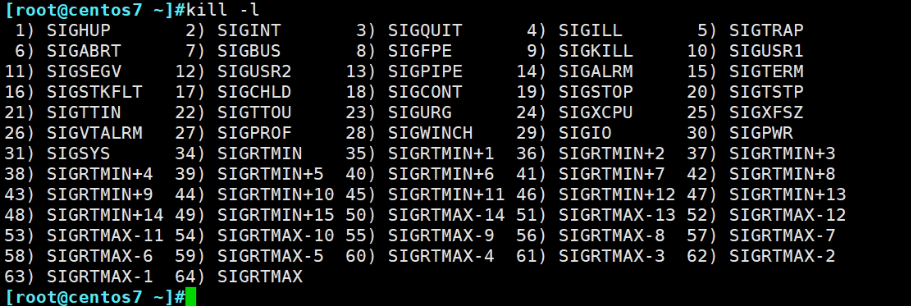 [root@centos7 ~]#kill -l
 1) SIGHUP       2) SIGINT       3) SIGQUIT      4) SIGILL       5) SIGTRAP
 6) SIGABRT      7) SIGBUS       8) SIGFPE       9) SIGKILL     10) SIGUSR1
11) SIGSEGV     12) SIGUSR2     13) SIGPIPE     14) SIGALRM     15) SIGTERM
16) SIGSTKFLT   17) SIGCHLD     18) SIGCONT     19) SIGSTOP     20) SIGTSTP
21) SIGTTIN     22) SIGTTOU     23) SIGURG      24) SIGXCPU     25) SIGXFSZ
26) SIGVTALRM   27) SIGPROF     28) SIGWINCH    29) SIGIO       30) SIGPWR
31) SIGSYS      34) SIGRTMIN    35) SIGRTMIN+1  36) SIGRTMIN+2  37) SIGRTMIN+3
38) SIGRTMIN+4  39) SIGRTMIN+5  40) SIGRTMIN+6  41) SIGRTMIN+7  42) SIGRTMIN+8
43) SIGRTMIN+9  44) SIGRTMIN+10 45) SIGRTMIN+11 46) SIGRTMIN+12 47) SIGRTMIN+13
48) SIGRTMIN+14 49) SIGRTMIN+15 50) SIGRTMAX-14 51) SIGRTMAX-13 52) SIGRTMAX-12
53) SIGRTMAX-11 54) SIGRTMAX-10 55) SIGRTMAX-9  56) SIGRTMAX-8  57) SIGRTMAX-7
58) SIGRTMAX-6  59) SIGRTMAX-5  60) SIGRTMAX-4  61) SIGRTMAX-3  62) SIGRTMAX-2
63) SIGRTMAX-1  64) SIGRTMAX
[root@centos7 ~]#